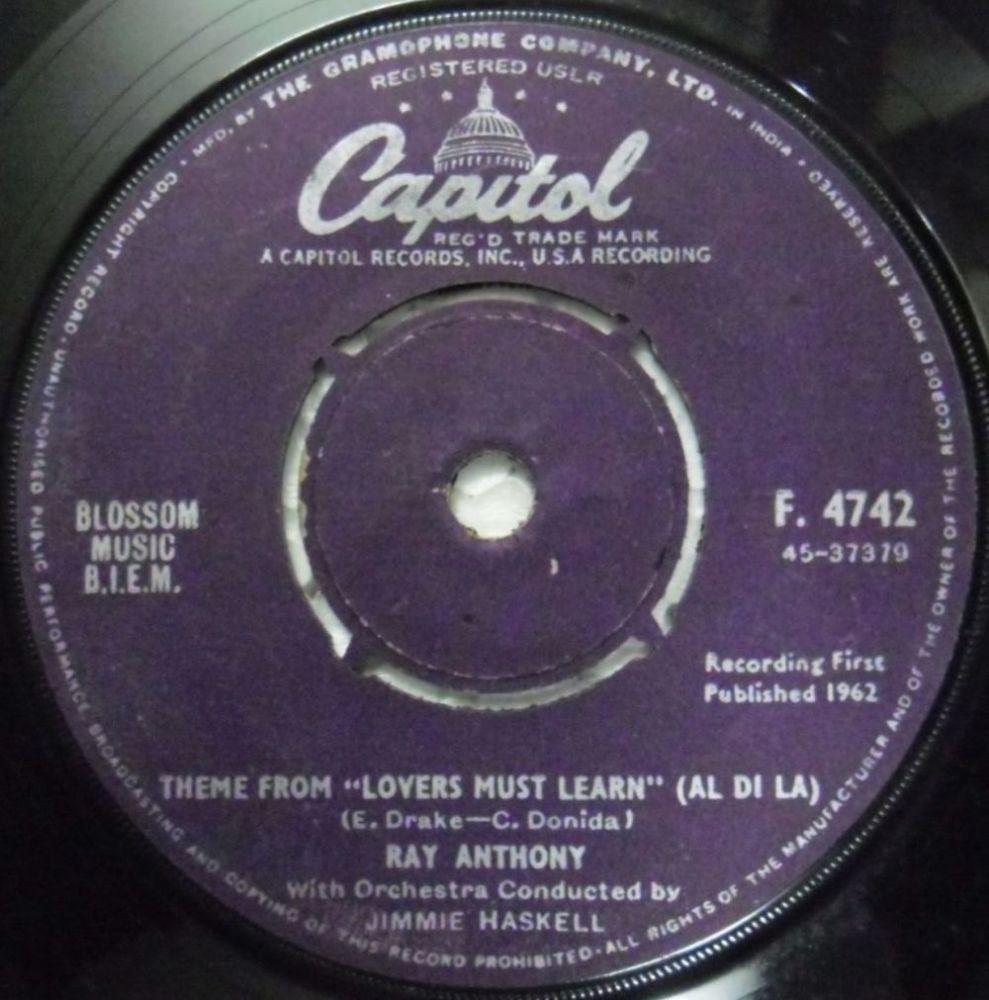 MFD. BY THE GRAMOPHONE COMPANY, LTD. IN INDIA • ALL RIGHTS OF THE MANUFACTURER AND OF THE OWNER OF THE RECORDED WORK ARE RESERVED
COPYRIGHT RECORD • UNAUTHORISED PUBLIC PERFORMANCE, BROADCASTING AND COPYING OF THIS RECORD PROHIBITED
REGISTERED USER
Capitol
REG'D TRADE MARK
A CAPITOL RECORDS, INC., U.S.A RECORDING
BLOSSOM
MUSIC
B.I.E.M.
F. 4742
45-37379
Recording First
Published 1962
THEME FROM "LOVERS MUST LEARN" (AL DI LA)
(E. Drake—C. Donida)
RAY ANTHONY
With Orchestra Conducted by
JIMMIE HASKELL